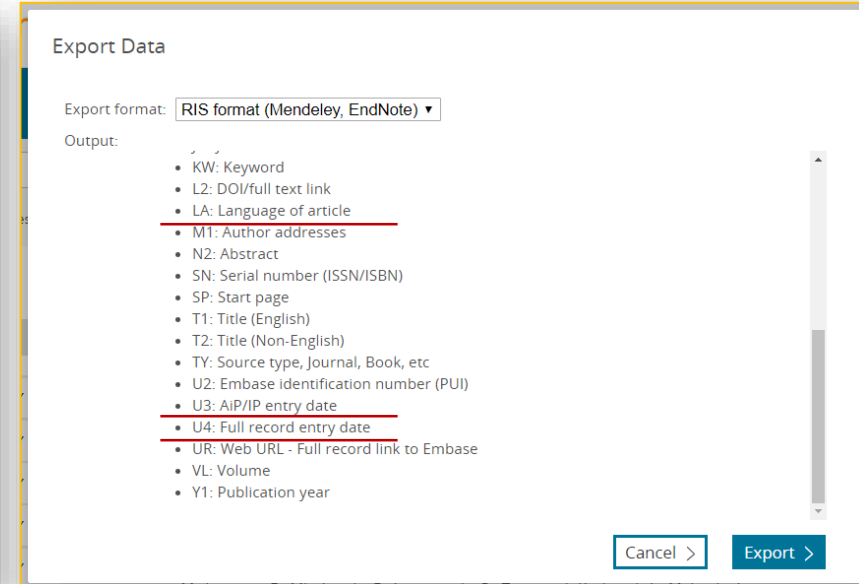 Export Data
Export format: RIS format (Mendeley, EndNote) ▾
Output:
• KW: Keyword
• L2: DOI/full text link
• LA: Language of article
• M1: Author addresses
• N2: Abstract
• SN: Serial number (ISSN/ISBN)
• SP: Start page
• T1: Title (English)
• T2: Title (Non-English)
• TY: Source type, Journal, Book, etc
• U2: Embase identification number (PUI)
• U3: AiP/IP entry date
• U4: Full record entry date
• UR: Web URL - Full record link to Embase
• VL: Volume
• Y1: Publication year
Cancel > Export >